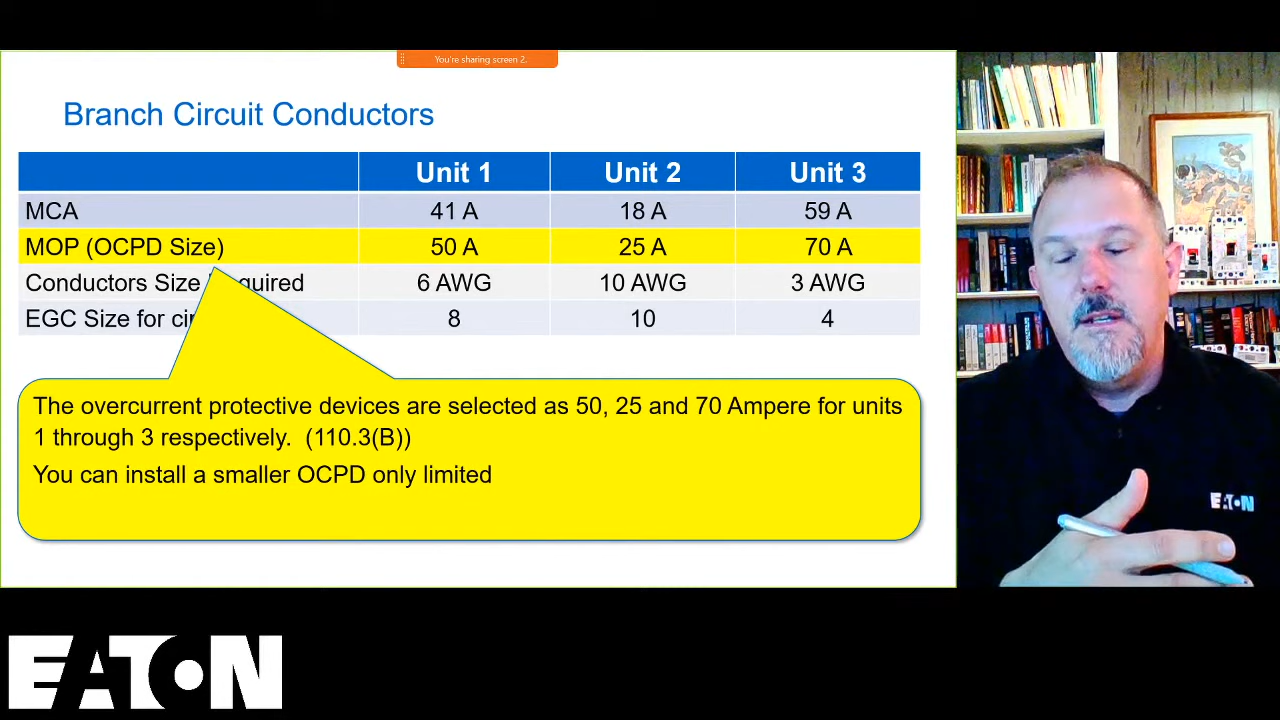 You're sharing screen 2.
Branch Circuit Conductors
Unit 1 Unit 2 Unit 3
MCA 41 A 18 A 59 A
MOP (OCPD Size) 50 A 25 A 70 A
Conductors Size quired 6 AWG 10 AWG 3 AWG
EGC Size for cir 8 10 4
The overcurrent protective devices are selected as 50, 25 and 70 Ampere for units
1 through 3 respectively. (110.3(B))
You can install a smaller OCPD only limited
EATON
EATON